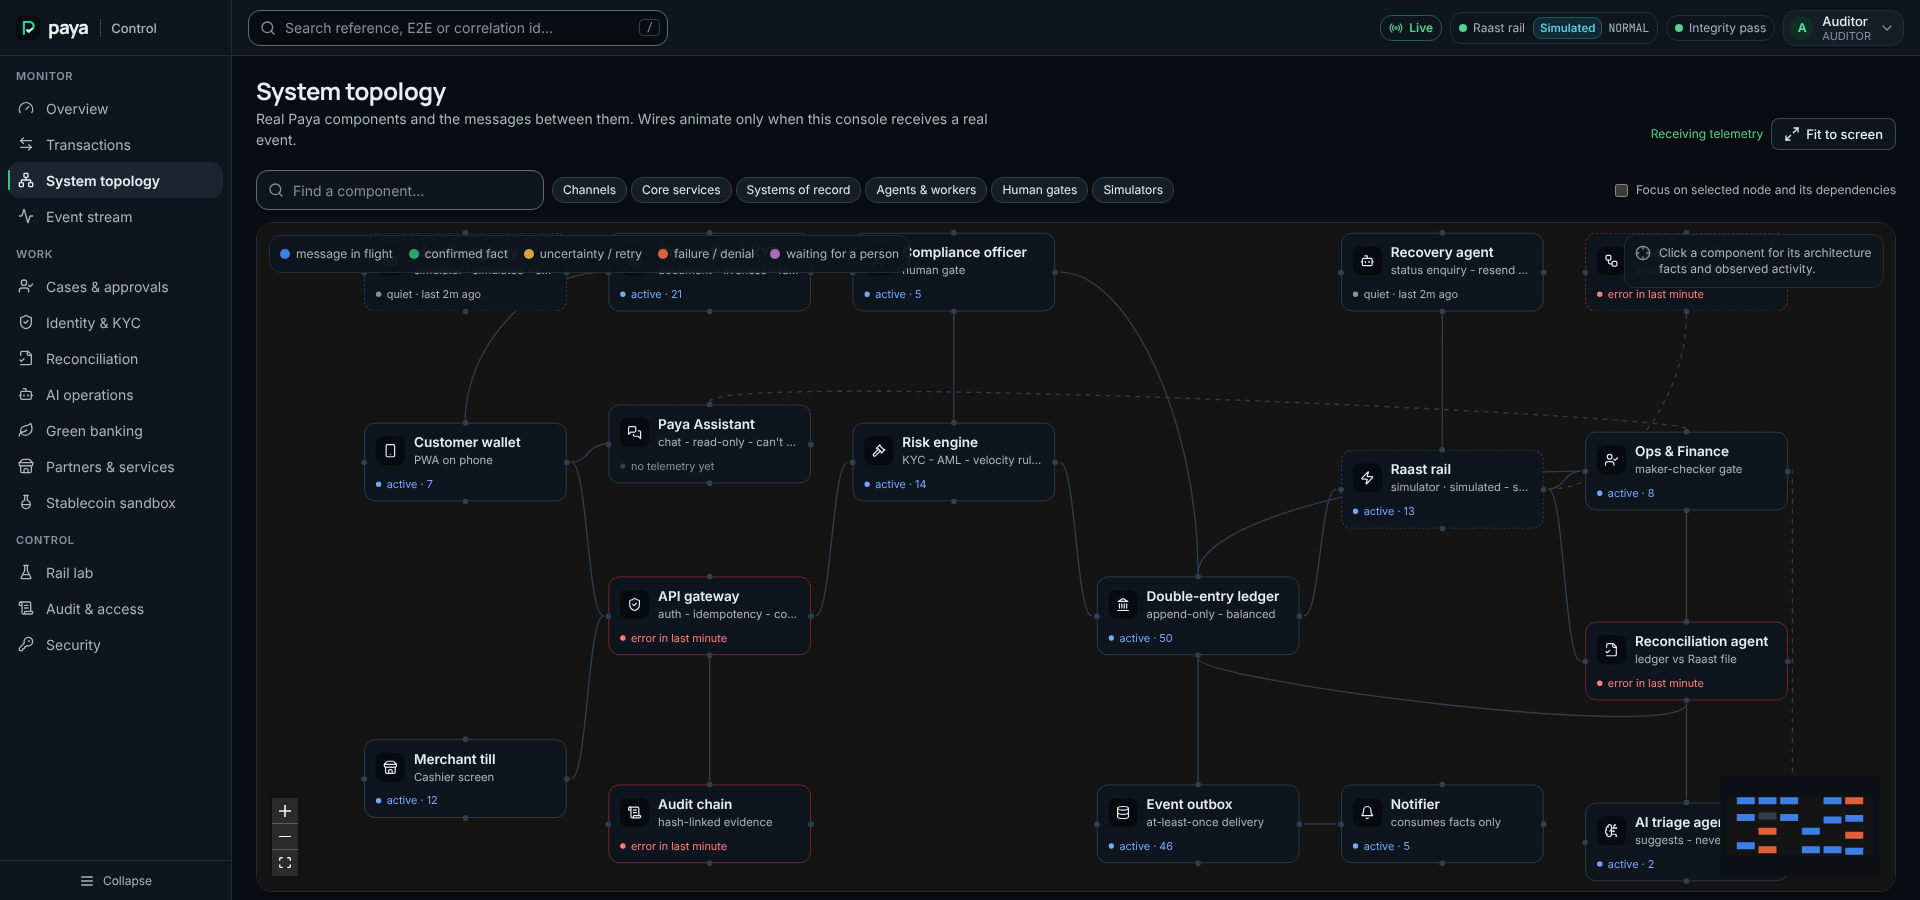 paya
Control
Search reference, E2E or correlation id...
/
Live
Raast rail
Simulated
NORMAL
Integrity pass
A
Auditor
AUDITOR
MONITOR
Overview
Transactions
System topology
Event stream
WORK
Cases & approvals
Identity & KYC
Reconciliation
AI operations
Green banking
Partners & services
Stablecoin sandbox
CONTROL
Rail lab
Audit & access
Security
Collapse
System topology
Real Paya components and the messages between them. Wires animate only when this console receives a real
event.
Receiving telemetry
Fit to screen
Find a component...
Channels
Core services
Systems of record
Agents & workers
Human gates
Simulators
Focus on selected node and its dependencies
message in flight
confirmed fact
uncertainty / retry
failure / denial
waiting for a person
quiet · last 2m ago
active · 21
Compliance officer
human gate
active · 5
Recovery agent
status enquiry - resend ...
quiet · last 2m ago
Click a component for its architecture
facts and observed activity.
error in last minute
Customer wallet
PWA on phone
active · 7
Paya Assistant
chat - read-only - can't ...
no telemetry yet
Risk engine
KYC - AML - velocity rul...
active · 14
Raast rail
simulator · simulated - s...
active · 13
Ops & Finance
maker-checker gate
active · 8
API gateway
auth - idempotency - co...
error in last minute
Double-entry ledger
append-only - balanced
active · 50
Reconciliation agent
ledger vs Raast file
error in last minute
Merchant till
Cashier screen
active · 12
Audit chain
hash-linked evidence
error in last minute
Event outbox
at-least-once delivery
active · 46
Notifier
consumes facts only
active · 5
AI triage agen
suggests - neve
active · 2